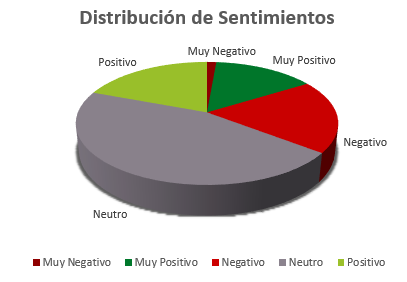 Distribución de Sentimientos
Muy Negativo
Muy Positivo
Positivo
Negativo
Neutro
Muy Negativo Muy Positivo Negativo Neutro Positivo